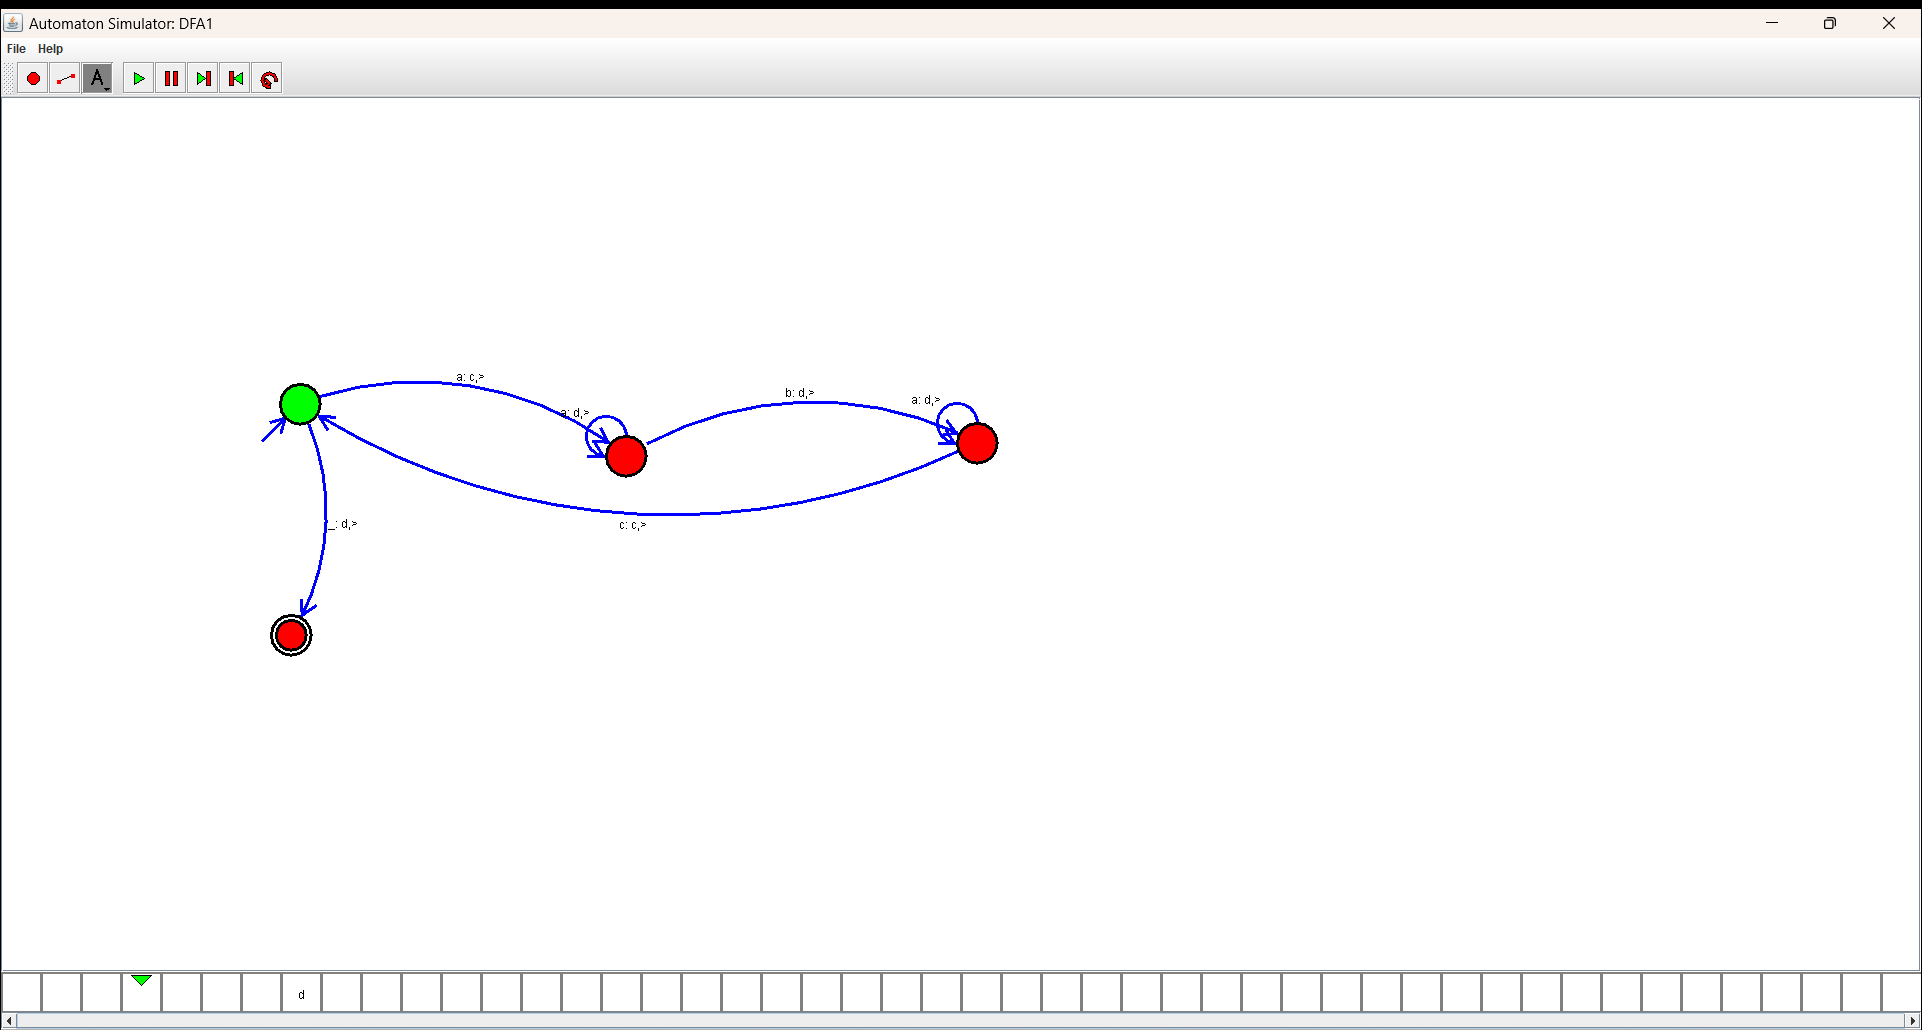 Automaton Simulator: DFA1
File Help
A
a: c,>
b: d,>
a: d,>
a: d,>
_: d,>
c: c,>
d